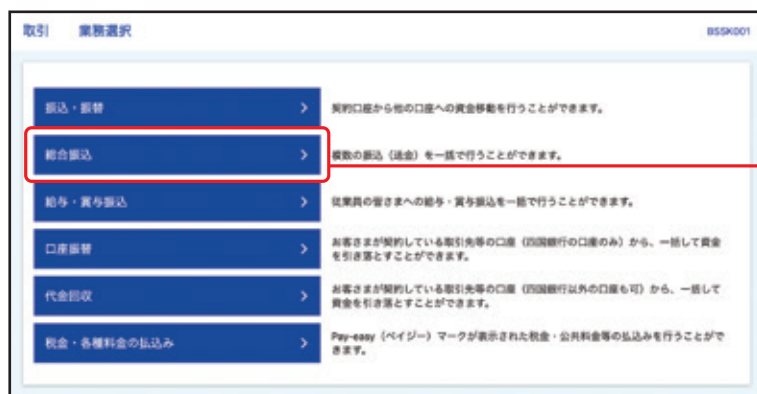 取引 業務選択 BSSK001
振込・振替 契約口座から他の口座への資金移動を行うことができます。
総合振込 複数の振込（送金）を一括で行うことができます。
給与・賞与振込 従業員の皆さまへの給与・賞与振込を一括で行うことができます。
口座振替 お客さまが契約している取引先等の口座（四国銀行の口座のみ）から、一括して資金
を引き落とすことができます。
代金回収 お客さまが契約している取引先等の口座（四国銀行以外の口座も可）から、一括して
資金を引き落とすことができます。
税金・各種料金の払込み Pay-easy（ペイジー）マークが表示された税金・公共料金等の払込みを行うことがで
きます。